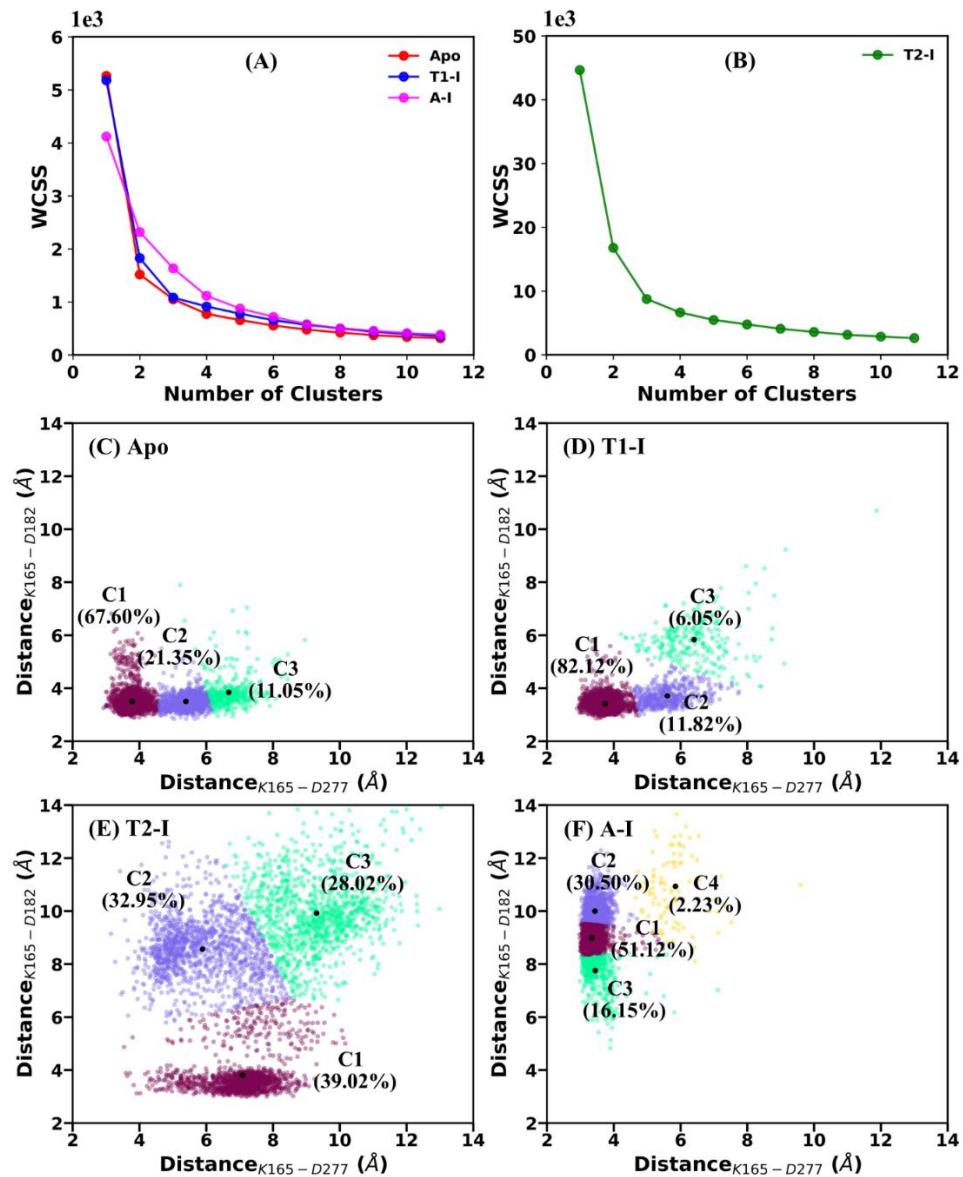 1e3
(A)
Apo
T1-I
A-I
6
5
4
3
2
1
0
WCSS
0 2 4 6 8 10 12
Number of Clusters
1e3
(B)
T2-I
50
40
30
20
10
0
WCSS
0 2 4 6 8 10 12
Number of Clusters
(C) Apo
14
12
10
8
6
4
2
Distance K165−D182 (Å)
C1
(67.60%)
C2
(21.35%)
C3
(11.05%)
2 4 6 8 10 12 14
Distance K165−D277 (Å)
(D) T1-I
14
12
10
8
6
4
2
Distance K165−D182 (Å)
C3
(6.05%)
C1
(82.12%)
C2
(11.82%)
2 4 6 8 10 12 14
Distance K165−D277 (Å)
(E) T2-I
14
12
10
8
6
4
2
Distance K165−D182 (Å)
C2
(32.95%)
C3
(28.02%)
C1
(39.02%)
2 4 6 8 10 12 14
Distance K165−D277 (Å)
(F) A-I
14
12
10
8
6
4
2
Distance K165−D182 (Å)
C2
(30.50%)
C4
(2.23%)
C1
(51.12%)
C3
(16.15%)
2 4 6 8 10 12 14
Distance K165−D277 (Å)